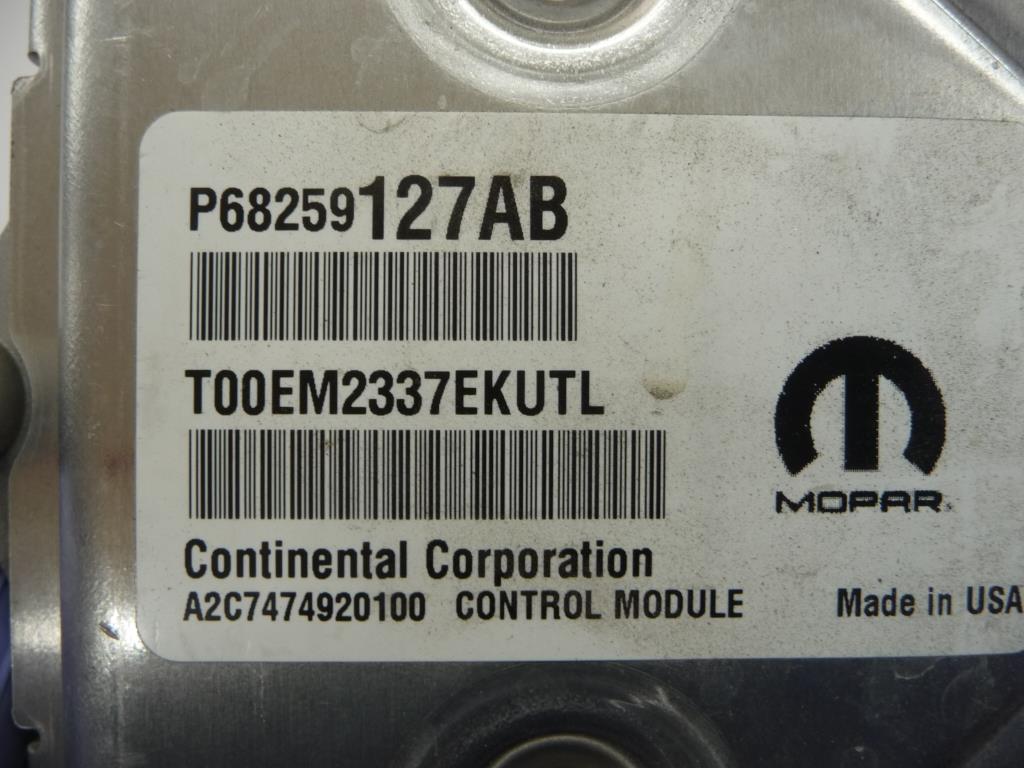 P68259127AB
T00EM2337EKUTL
MOPAR
Continental Corporation
A2C7474920100 CONTROL MODULE Made in USA